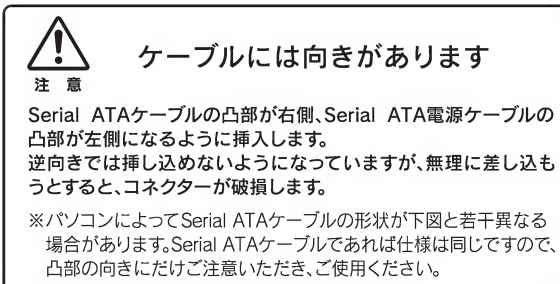 ケーブルには向きがあります
注 意
Serial ATAケーブルの凸部が右側、Serial ATA電源ケーブルの
凸部が左側になるように挿入します。
逆向きでは挿し込めないようになっていますが、無理に差し込も
うとすると、コネクターが破損します。
※パソコンによってSerial ATAケーブルの形状が下図と若干異なる
場合があります。Serial ATAケーブルであれば仕様は同じですので、
凸部の向きにだけご注意いただき、ご使用ください。